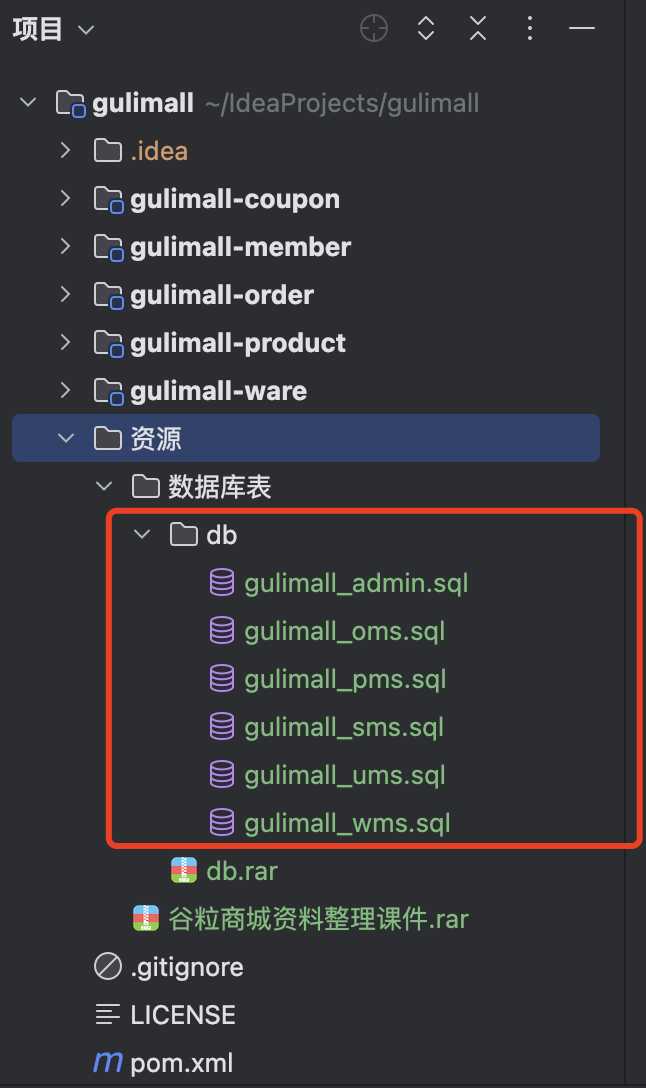 项目
gulimall ~/IdeaProjects/gulimall
.idea
gulimall-coupon
gulimall-member
gulimall-order
gulimall-product
gulimall-ware
资源
数据库表
db
gulimall_admin.sql
gulimall_oms.sql
gulimall_pms.sql
gulimall_sms.sql
gulimall_ums.sql
gulimall_wms.sql
db.rar
谷粒商城资料整理课件.rar
.gitignore
LICENSE
m pom.xml